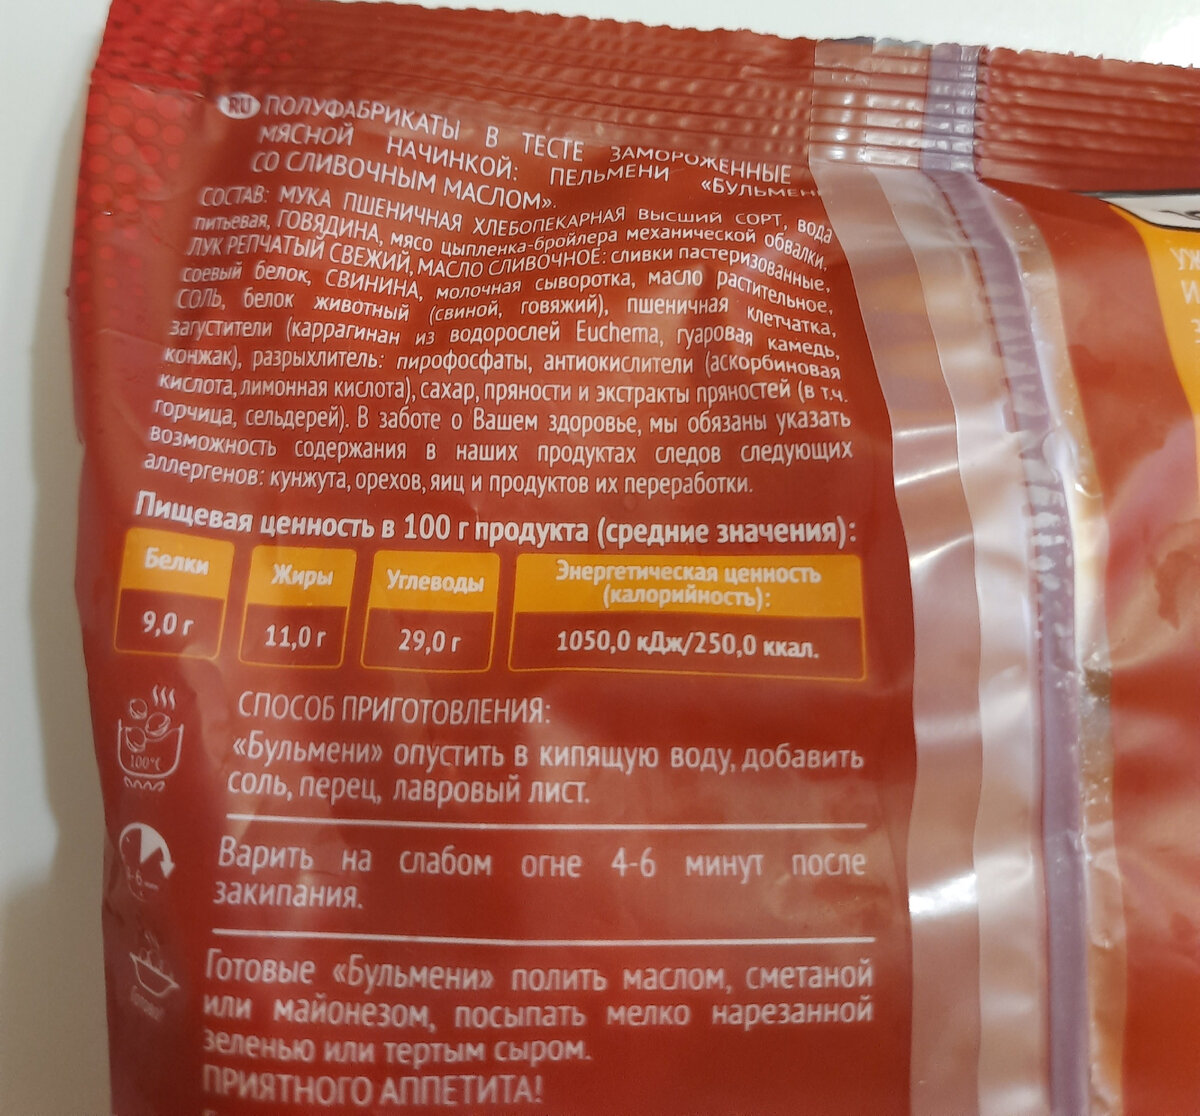 RU ПОЛУФАБРИКАТЫ В ТЕСТЕ ЗАМОРОЖЕННЫЕ
МЯСНОЙ НАЧИНКОЙ: ПЕЛЬМЕНИ «БУЛЬМЕНИ
СО СЛИВОЧНЫМ МАСЛОМ».
СОСТАВ: МУКА ПШЕНИЧНАЯ ХЛЕБОПЕКАРНАЯ ВЫСШИЙ СОРТ, вода
питьевая, ГОВЯДИНА, мясо цыпленка-бройлера механической обвалки,
ЛУК РЕПЧАТЫЙ СВЕЖИЙ, МАСЛО СЛИВОЧНОЕ: сливки пастеризованные,
соевый белок, СВИНИНА, молочная сыворотка, масло растительное,
СОЛЬ, белок животный (свиной, говяжий), пшеничная клетчатка,
загустители (каррагинан из водорослей Euchema, гуаровая камедь,
конжак), разрыхлитель: пирофосфаты, антиокислители (аскорбиновая
кислота, лимонная кислота), сахар, пряности и экстракты пряностей (в т.ч.
горчица, сельдерей). В заботе о Вашем здоровье, мы обязаны указать
возможность содержания в наших продуктах следов следующих
аллергенов: кунжута, орехов, яиц и продуктов их переработки.
Пищевая ценность в 100 г продукта (средние значения):
Белки Жиры Углеводы Энергетическая ценность
(калорийность):
9,0 г 11,0 г 29,0 г 1050,0 кДж/250,0 ккал.
СПОСОБ ПРИГОТОВЛЕНИЯ:
«Бульмени» опустить в кипящую воду, добавить
соль, перец, лавровый лист.
100°C
Варить на слабом огне 4-6 минут после
закипания.
Готовые «Бульмени» полить маслом, сметаной
или майонезом, посыпать мелко нарезанной
зеленью или тертым сыром.
ПРИЯТНОГО АППЕТИТА!